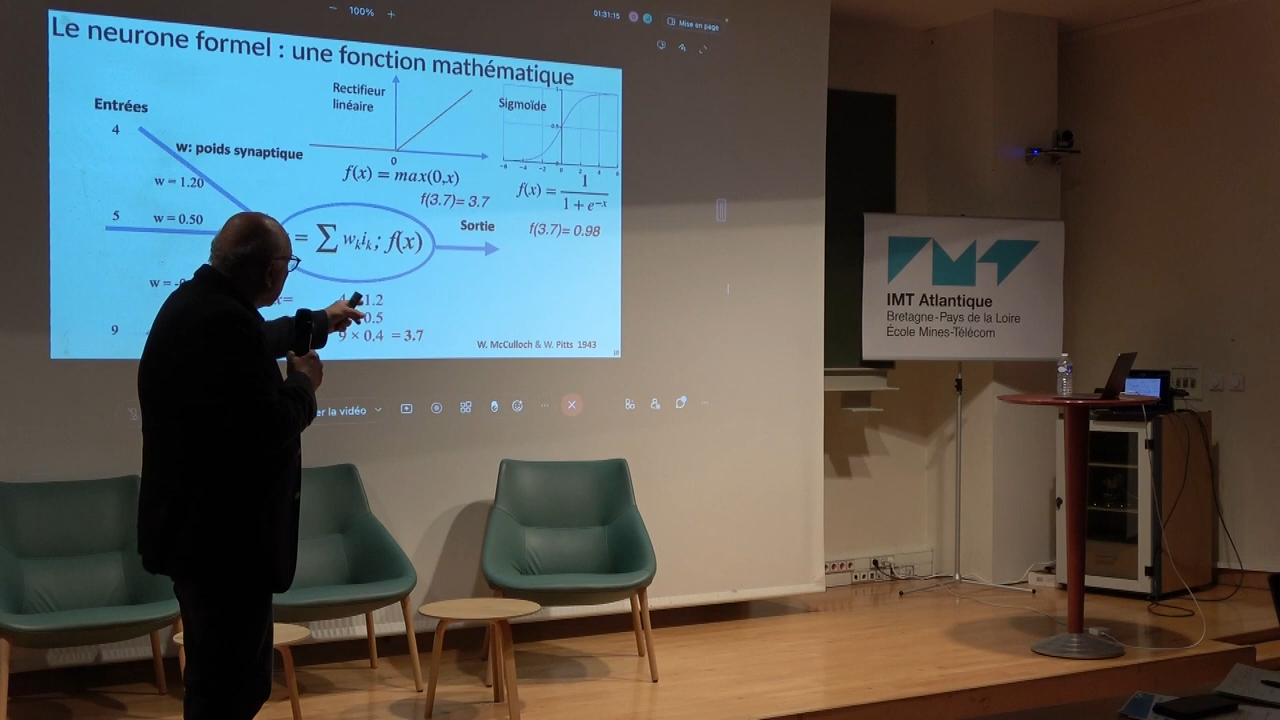 100%
01:31:15
Mise en page
Le neurone formel : une fonction mathématique
Entrées
4
w: poids synaptique
w = 1.20
5
w = 0.50
w = -
9
Rectifieur
linéaire
0
f(x) = max(0,x)
f(3.7)= 3.7
Sigmoïde
f(x) = 1 / 1 + e⁻ˣ
f(3.7)= 0.98
= ∑ wₖiₖ; f(x)
Sortie
x=
1.2
0.5
9 × 0.4 = 3.7
W. McCulloch & W. Pitts 1943
er la vidéo
IMT Atlantique
Bretagne-Pays de la Loire
École Mines-Télécom